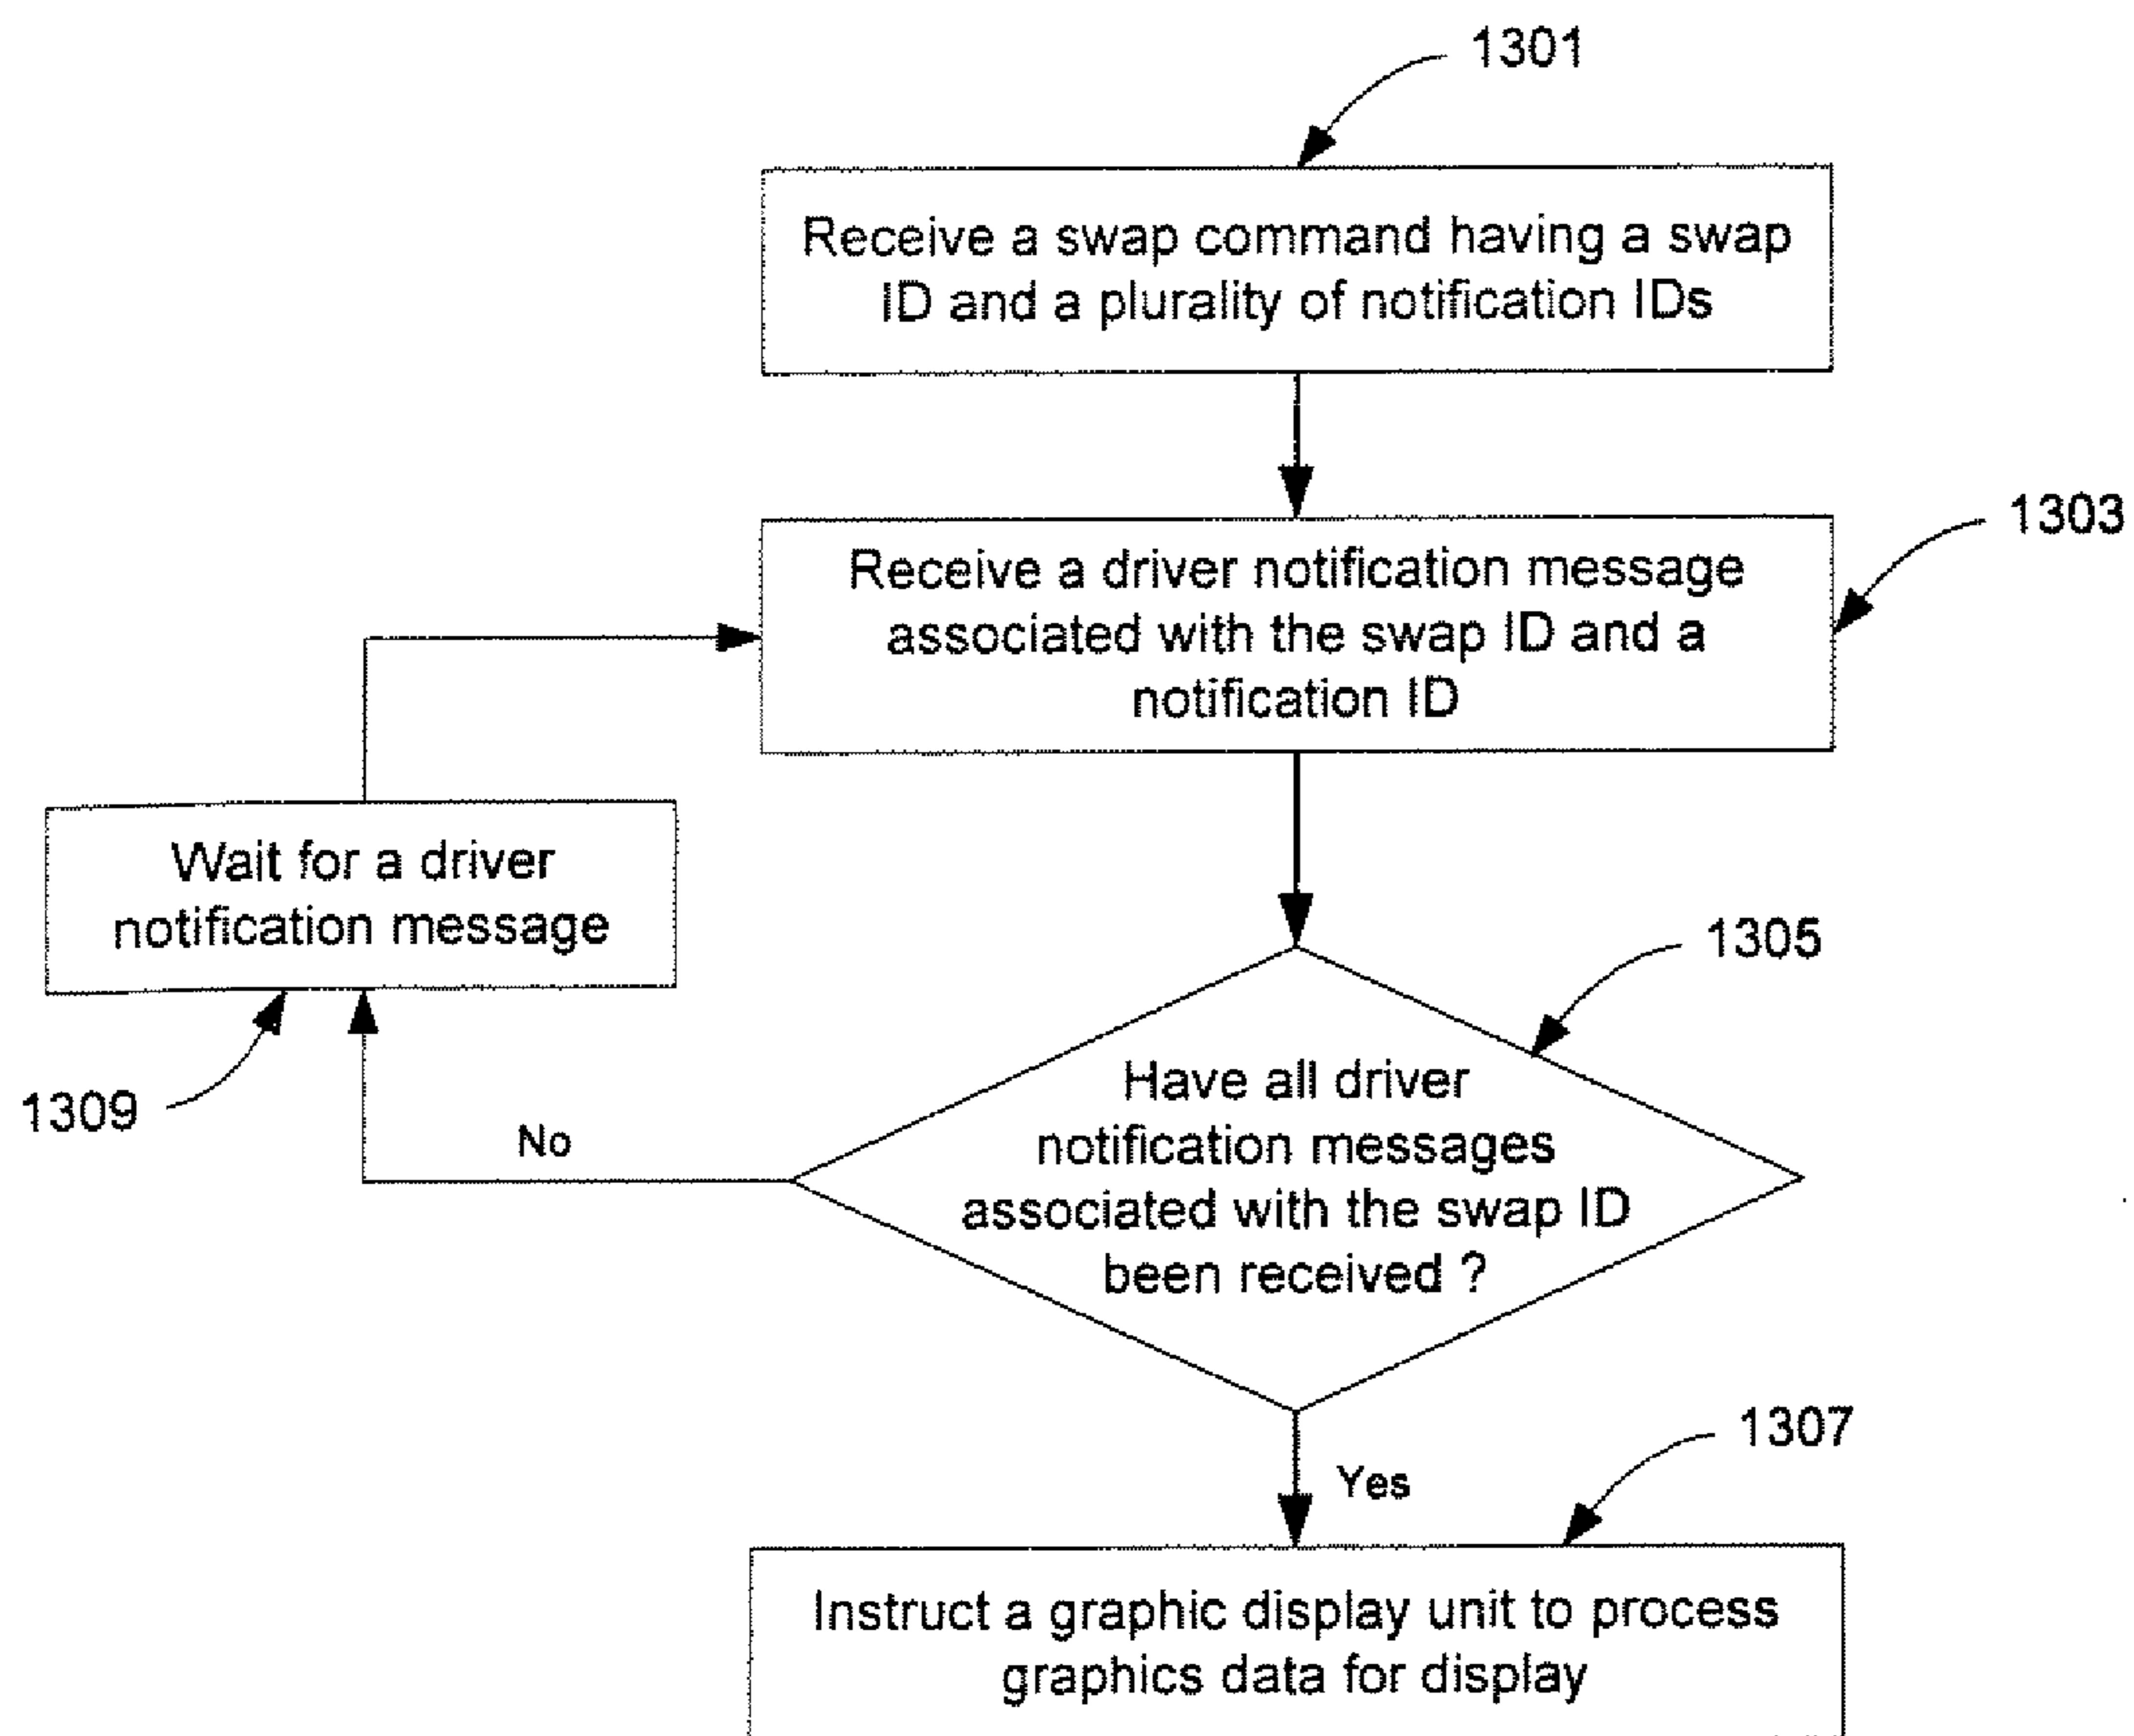 1301
Receive a swap command having a swap
ID and a plurality of notification IDs
1303
Receive a driver notification message
associated with the swap ID and a
notification ID
Wait for a driver
notification message
1309
1305
Have all driver
notification messages
associated with the swap ID
been received ?
No
Yes
1307
Instruct a graphic display unit to process
graphics data for display